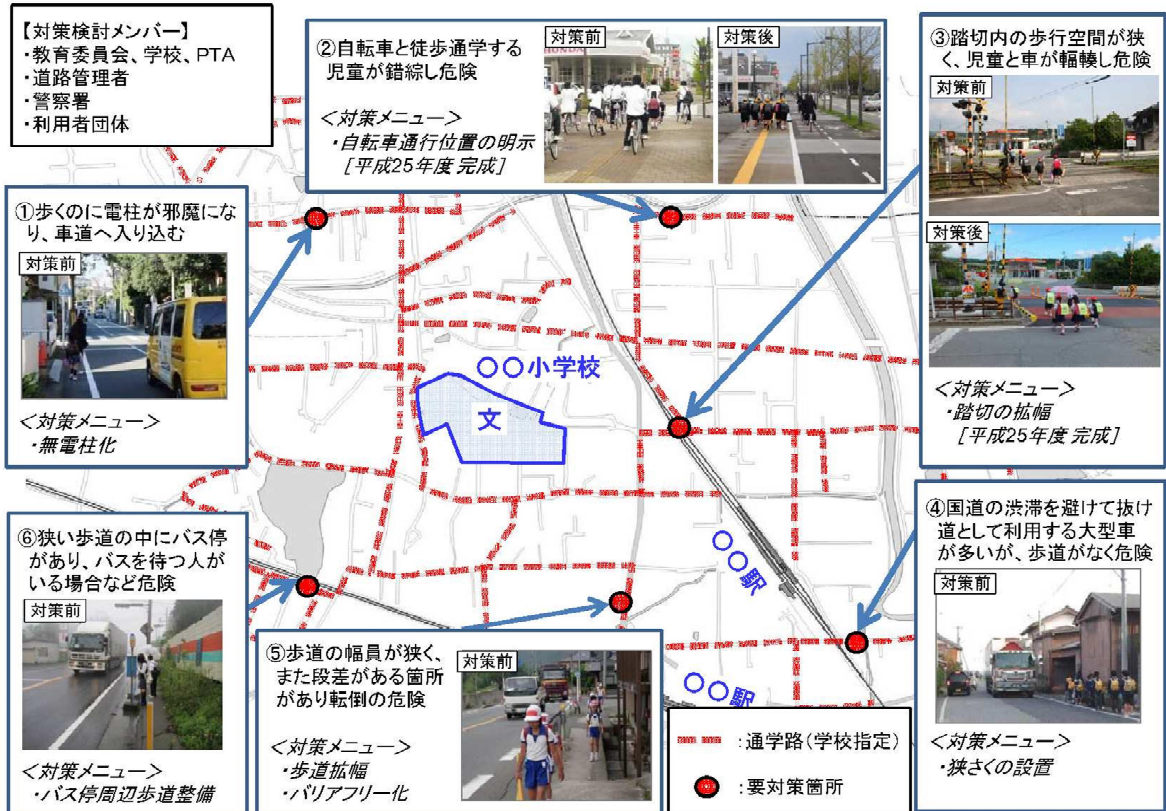 【対策検討メンバー】
・教育委員会、学校、PTA
・道路管理者
・警察署
・利用者団体
②自転車と徒歩通学する
児童が錯綜し危険
対策前
対策後
<対策メニュー>
・自転車通行位置の明示
[平成25年度 完成]
③踏切内の歩行空間が狭
く、児童と車が輻輳し危険
対策前
対策後
<対策メニュー>
・踏切の拡幅
[平成25年度 完成]
①歩くのに電柱が邪魔にな
り、車道へ入り込む
対策前
<対策メニュー>
・無電柱化
〇〇小学校
文
〇〇駅
〇〇駅
④国道の渋滞を避けて抜け
道として利用する大型車
が多いが、歩道がなく危険
対策前
<対策メニュー>
・狭さくの設置
⑥狭い歩道の中にバス停
があり、バスを待つ人が
いる場合など危険
対策前
<対策メニュー>
・バス停周辺歩道整備
⑤歩道の幅員が狭く、
また段差がある箇所
があり転倒の危険
対策前
<対策メニュー>
・歩道拡幅
・バリアフリー化
:通学路(学校指定)
:要対策箇所